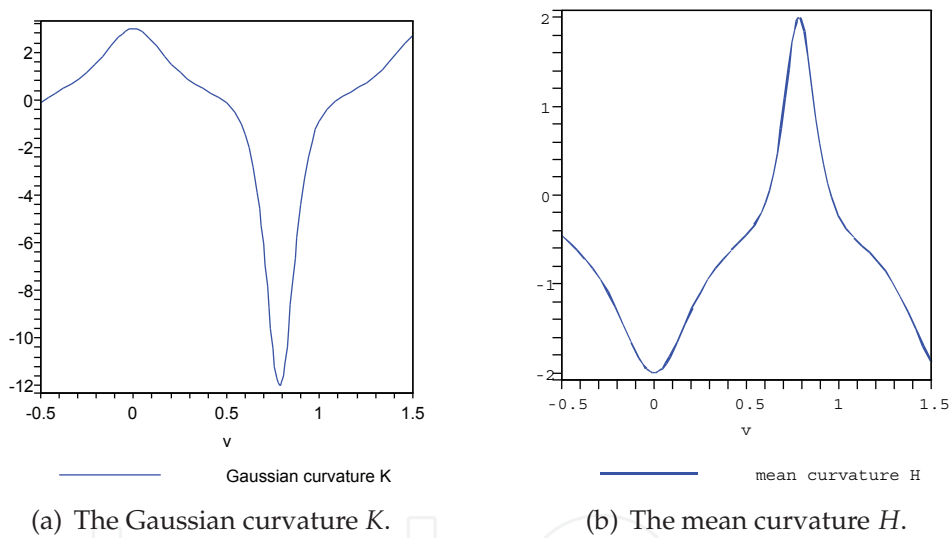 2
0
-2
-4
-6
-8
-10
-12
-0.5 0 0.5 1 1.5
v
Gaussian curvature K
(a) The Gaussian curvature K.
2
1
0
-1
-2
-0.5 0 0.5 1 1.5
v
mean curvature H
(b) The mean curvature H.